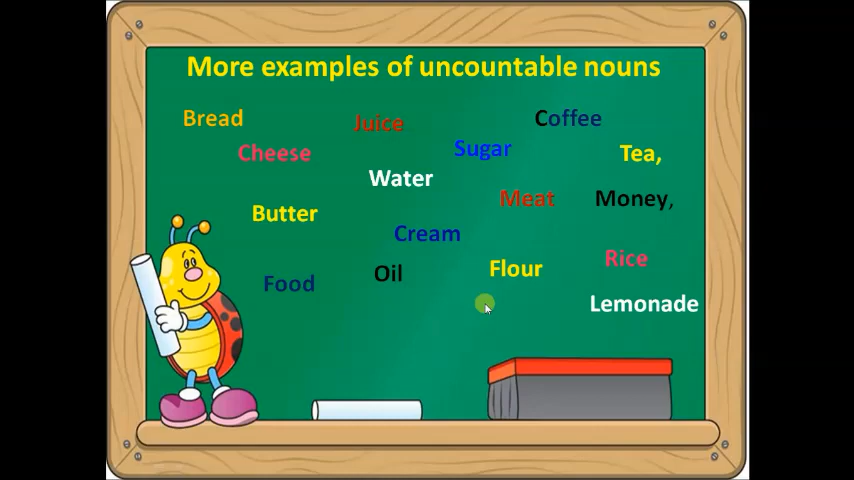 More examples of uncountable nouns
Bread
Juice
Coffee
Cheese
Sugar
Tea,
Water
Meat
Money,
Butter
Cream
Flour
Rice
Food
Oil
Lemonade